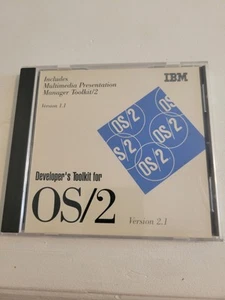 Includes
Multimedia Presentation
Manager Toolkit/2
Version 1.1
IBM
OS/2
OS/2
OS/2
OS/2
Developer's Toolkit for
OS/2
Version 2.1